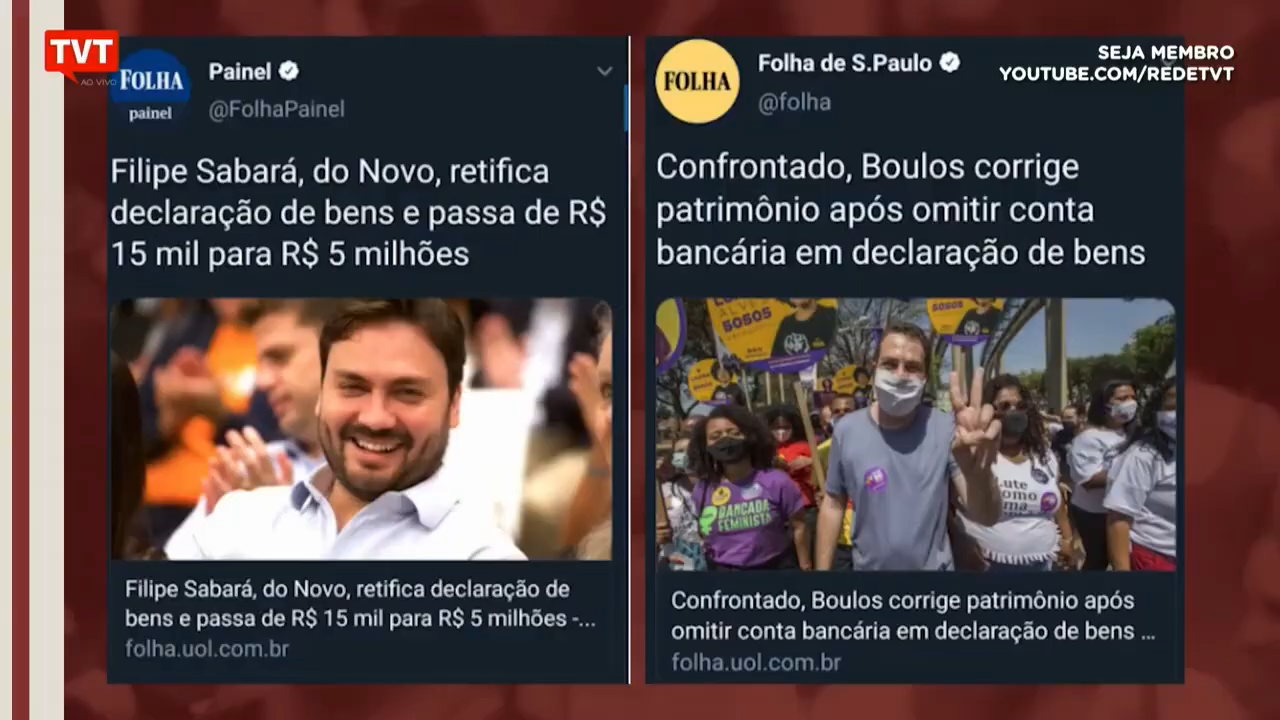 TVT
AO VIVO
SEJA MEMBRO
YOUTUBE.COM/REDETVT
FOLHA
painel
Painel
@FolhaPainel
Filipe Sabará, do Novo, retifica
declaração de bens e passa de R$
15 mil para R$ 5 milhões
Filipe Sabará, do Novo, retifica declaração de
bens e passa de R$ 15 mil para R$ 5 milhões -...
folha.uol.com.br
FOLHA
Folha de S.Paulo
@folha
Confrontado, Boulos corrige
patrimônio após omitir conta
bancária em declaração de bens
50505
BANCADA
FEMINISTA
Confrontado, Boulos corrige patrimônio após
omitir conta bancária em declaração de bens ...
folha.uol.com.br